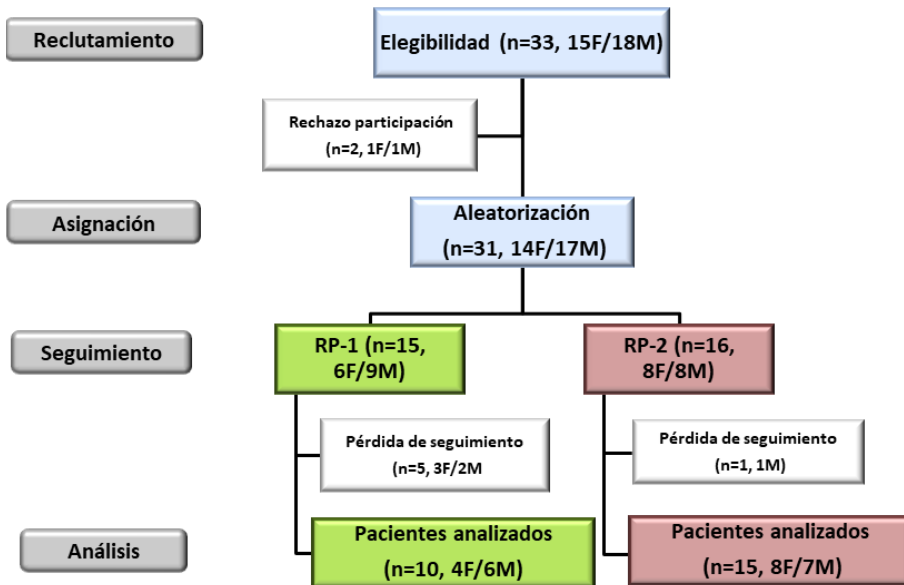 Reclutamiento
Elegibilidad (n=33, 15F/18M)
Rechazo participación
(n=2, 1F/1M)
Asignación
Aleatorización
(n=31, 14F/17M)
Seguimiento
RP-1 (n=15,
6F/9M)
RP-2 (n=16,
8F/8M)
Pérdida de seguimiento
(n=5, 3F/2M
Pérdida de seguimiento
(n=1, 1M)
Análisis
Pacientes analizados
(n=10, 4F/6M)
Pacientes analizados
(n=15, 8F/7M)